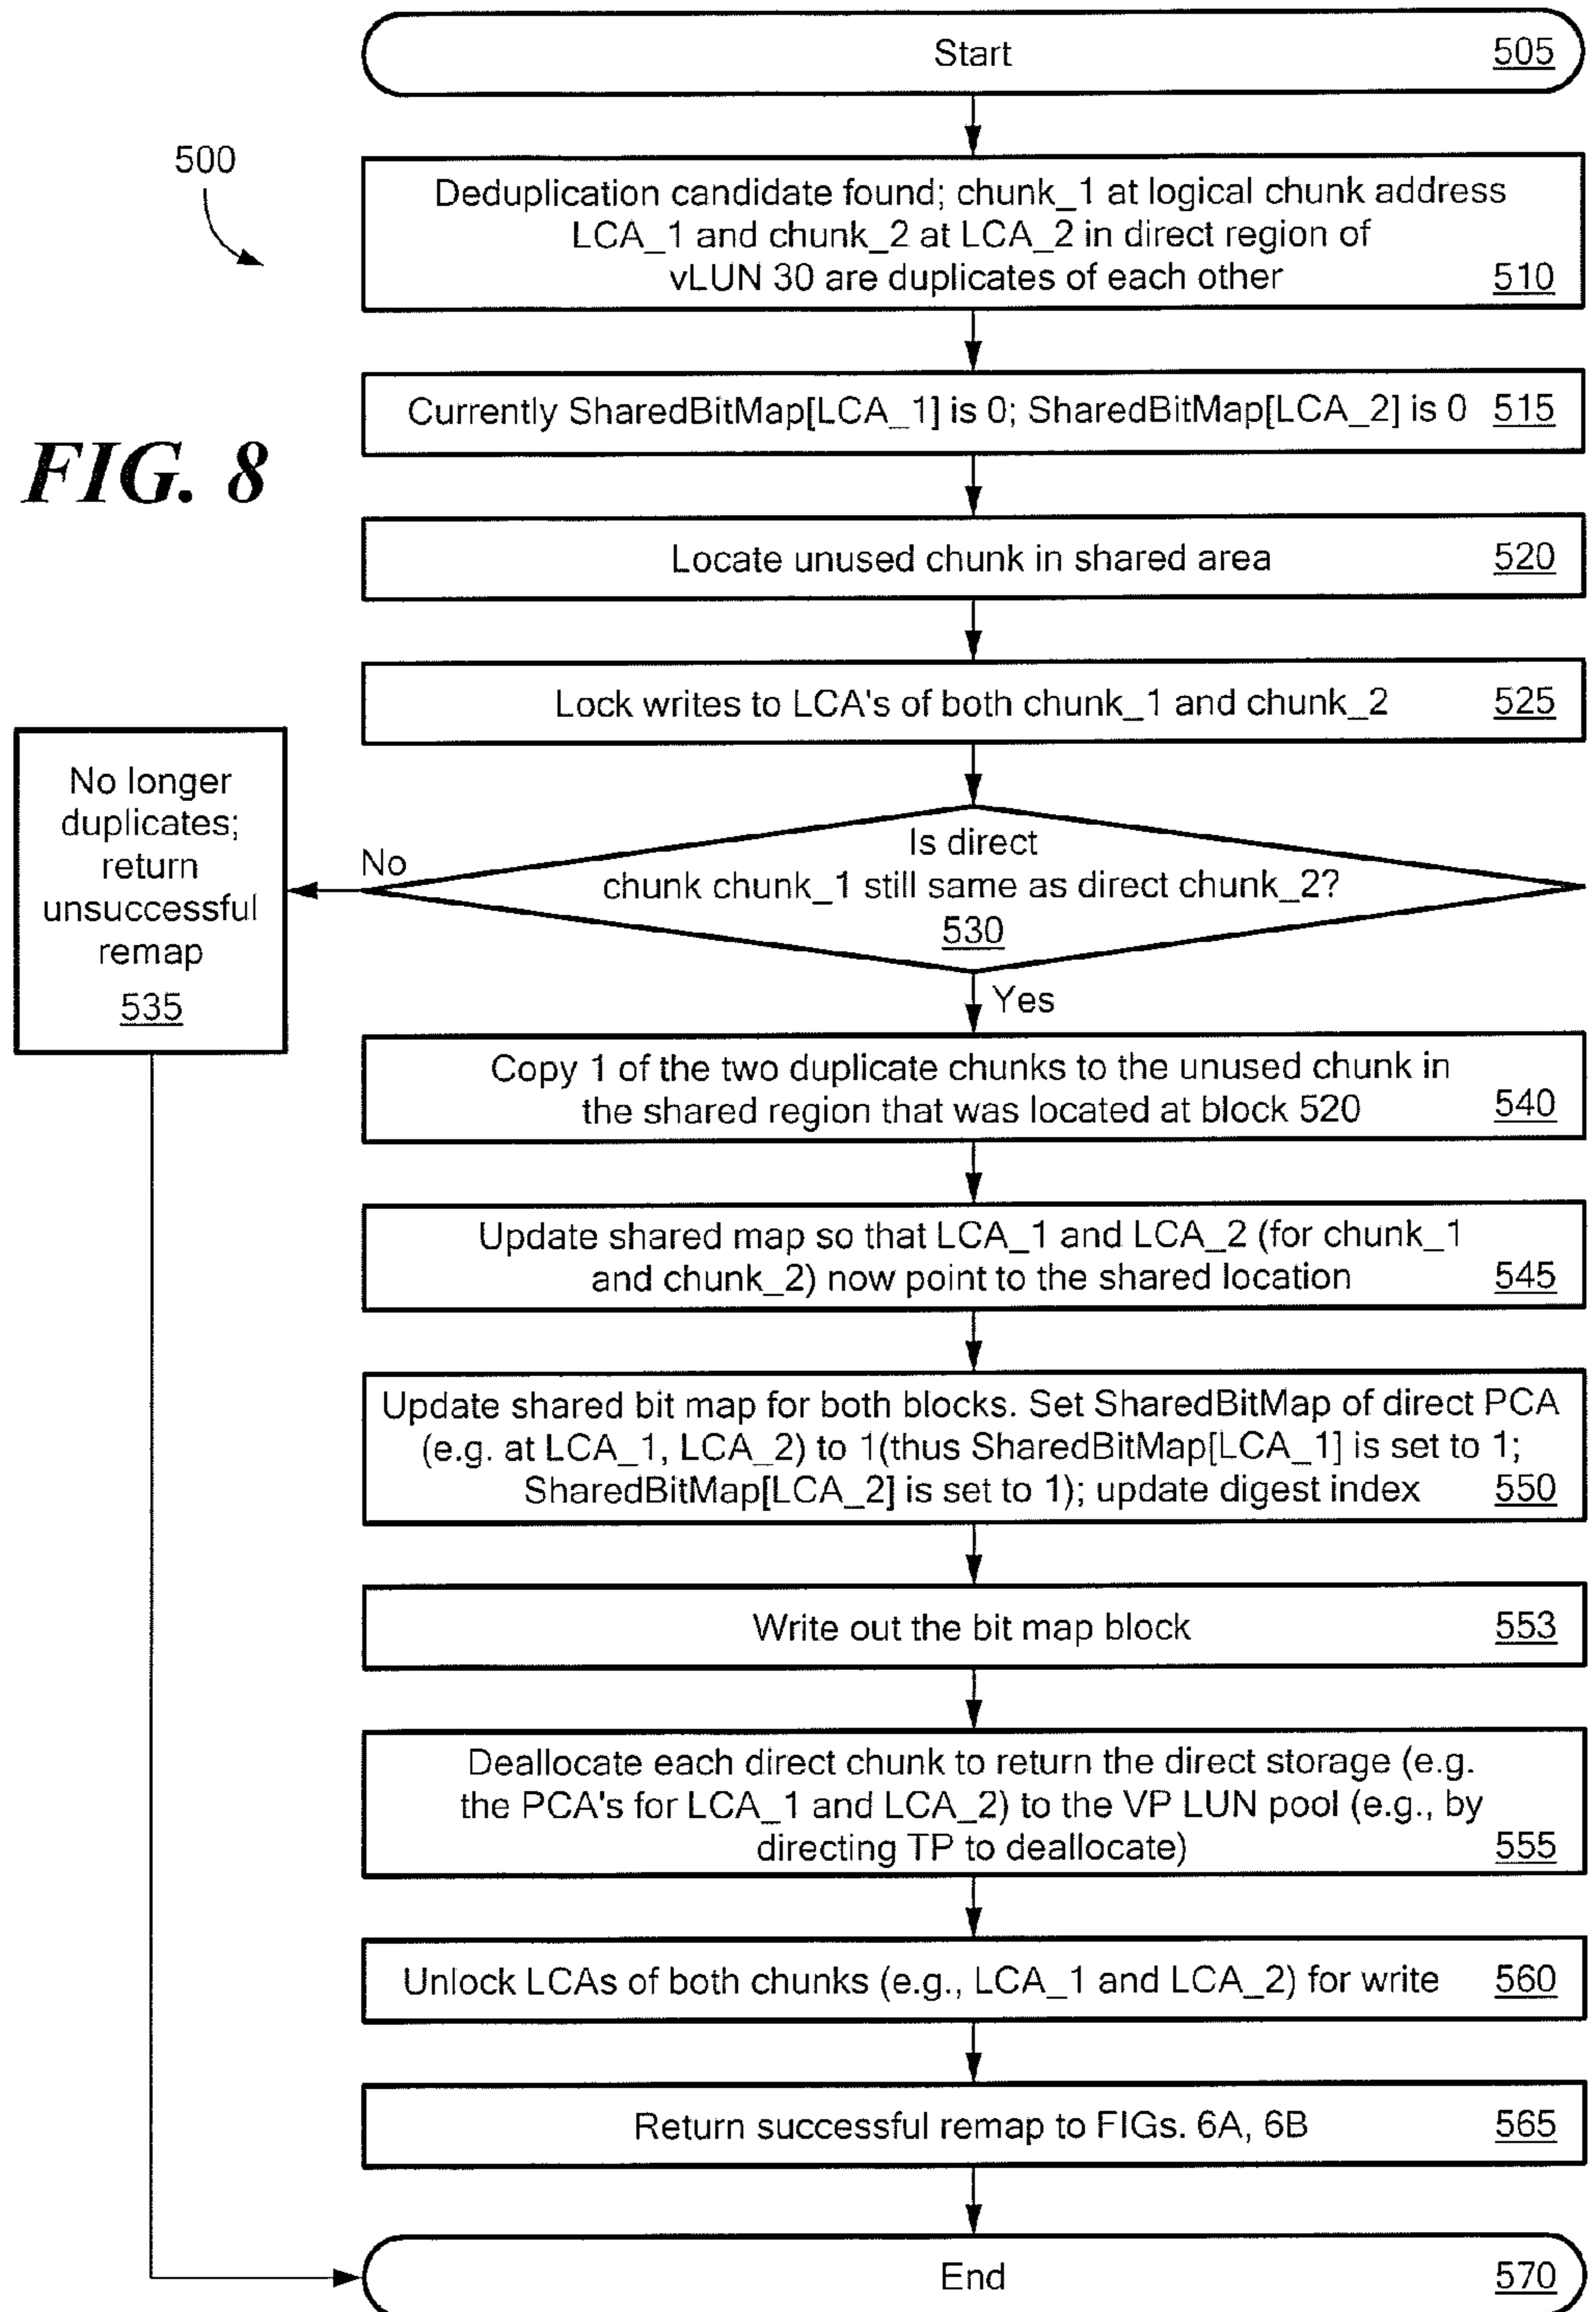 Start 505
500
Deduplication candidate found; chunk_1 at logical chunk address
LCA_1 and chunk_2 at LCA_2 in direct region of
vLUN 30 are duplicates of each other 510
Currently SharedBitMap[LCA_1] is 0; SharedBitMap[LCA_2] is 0 515
FIG. 8
Locate unused chunk in shared area 520
Lock writes to LCA's of both chunk_1 and chunk_2 525
Is direct
chunk chunk_1 still same as direct chunk_2?
530
No
No longer
duplicates;
return
unsuccessful
remap
535
Yes
Copy 1 of the two duplicate chunks to the unused chunk in
the shared region that was located at block 520 540
Update shared map so that LCA_1 and LCA_2 (for chunk_1
and chunk_2) now point to the shared location 545
Update shared bit map for both blocks. Set SharedBitMap of direct PCA
(e.g. at LCA_1, LCA_2) to 1(thus SharedBitMap[LCA_1] is set to 1;
SharedBitMap[LCA_2] is set to 1); update digest index 550
Write out the bit map block 553
Deallocate each direct chunk to return the direct storage (e.g.
the PCA's for LCA_1 and LCA_2) to the VP LUN pool (e.g., by
directing TP to deallocate) 555
Unlock LCAs of both chunks (e.g., LCA_1 and LCA_2) for write 560
Return successful remap to FIGs. 6A, 6B 565
End 570